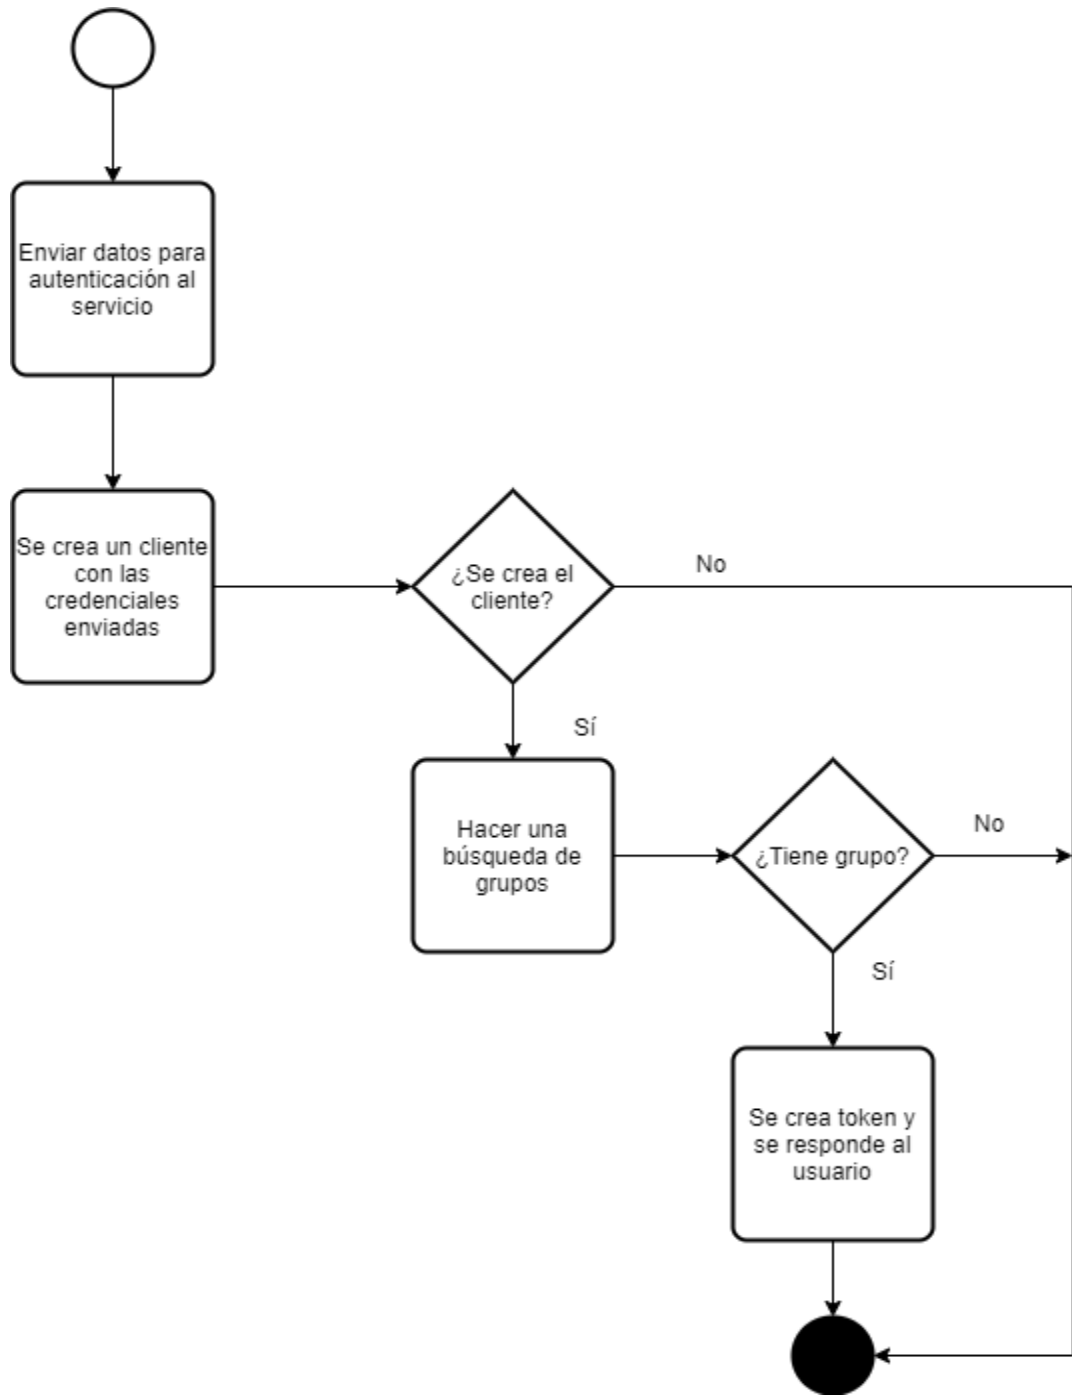 Enviar datos para
autenticación al
servicio
Se crea un cliente
con las
credenciales
enviadas
¿Se crea el
cliente?
No
Sí
Hacer una
búsqueda de
grupos
¿Tiene grupo?
No
Sí
Se crea token y
se responde al
usuario